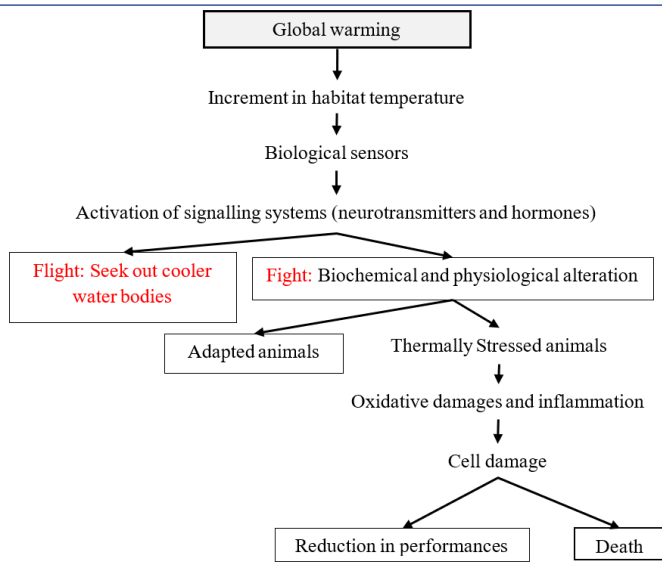 Global warming
Increment in habitat temperature
Biological sensors
Activation of signalling systems (neurotransmitters and hormones)
Flight: Seek out cooler
water bodies
Fight: Biochemical and physiological alteration
Adapted animals
Thermally Stressed animals
Oxidative damages and inflammation
Cell damage
Reduction in performances
Death